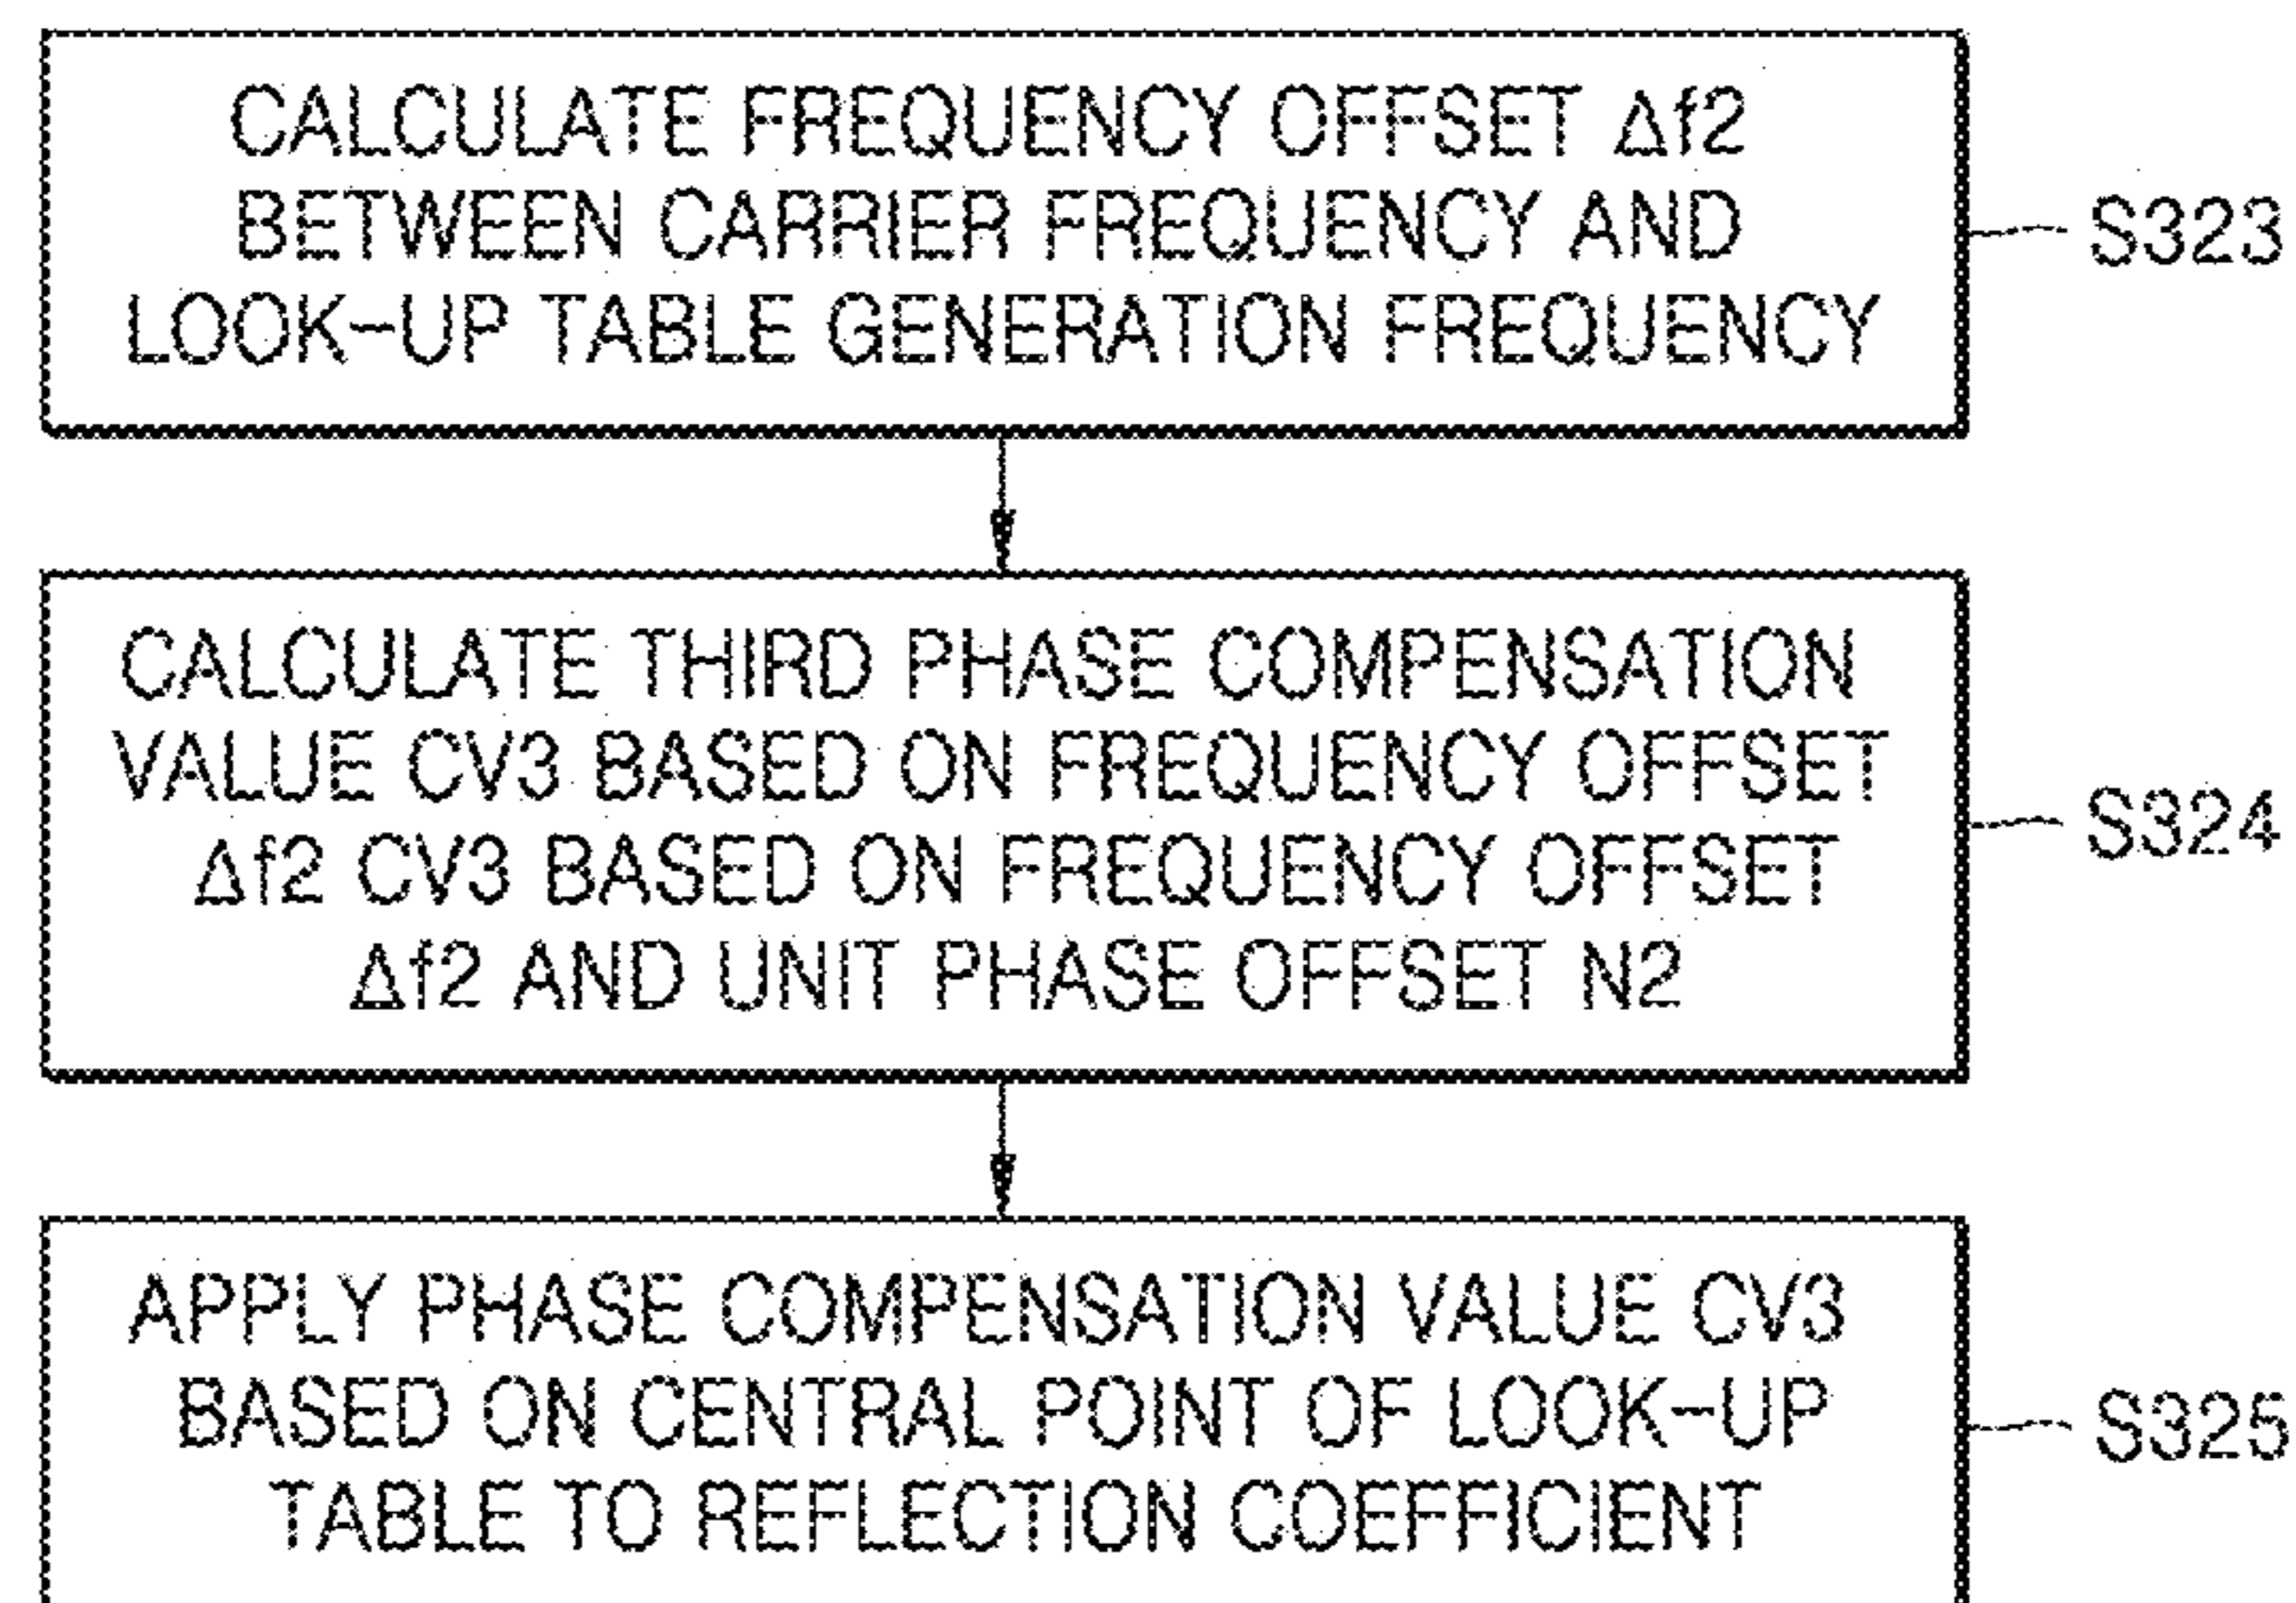 CALCULATE FREQUENCY OFFSET Δf2
BETWEEN CARRIER FREQUENCY AND
LOOK-UP TABLE GENERATION FREQUENCY
S323
CALCULATE THIRD PHASE COMPENSATION
VALUE CV3 BASED ON FREQUENCY OFFSET
Δf2 CV3 BASED ON FREQUENCY OFFSET
Δf2 AND UNIT PHASE OFFSET N2
S324
APPLY PHASE COMPENSATION VALUE CV3
BASED ON CENTRAL POINT OF LOOK-UP
TABLE TO REFLECTION COEFFICIENT
S325